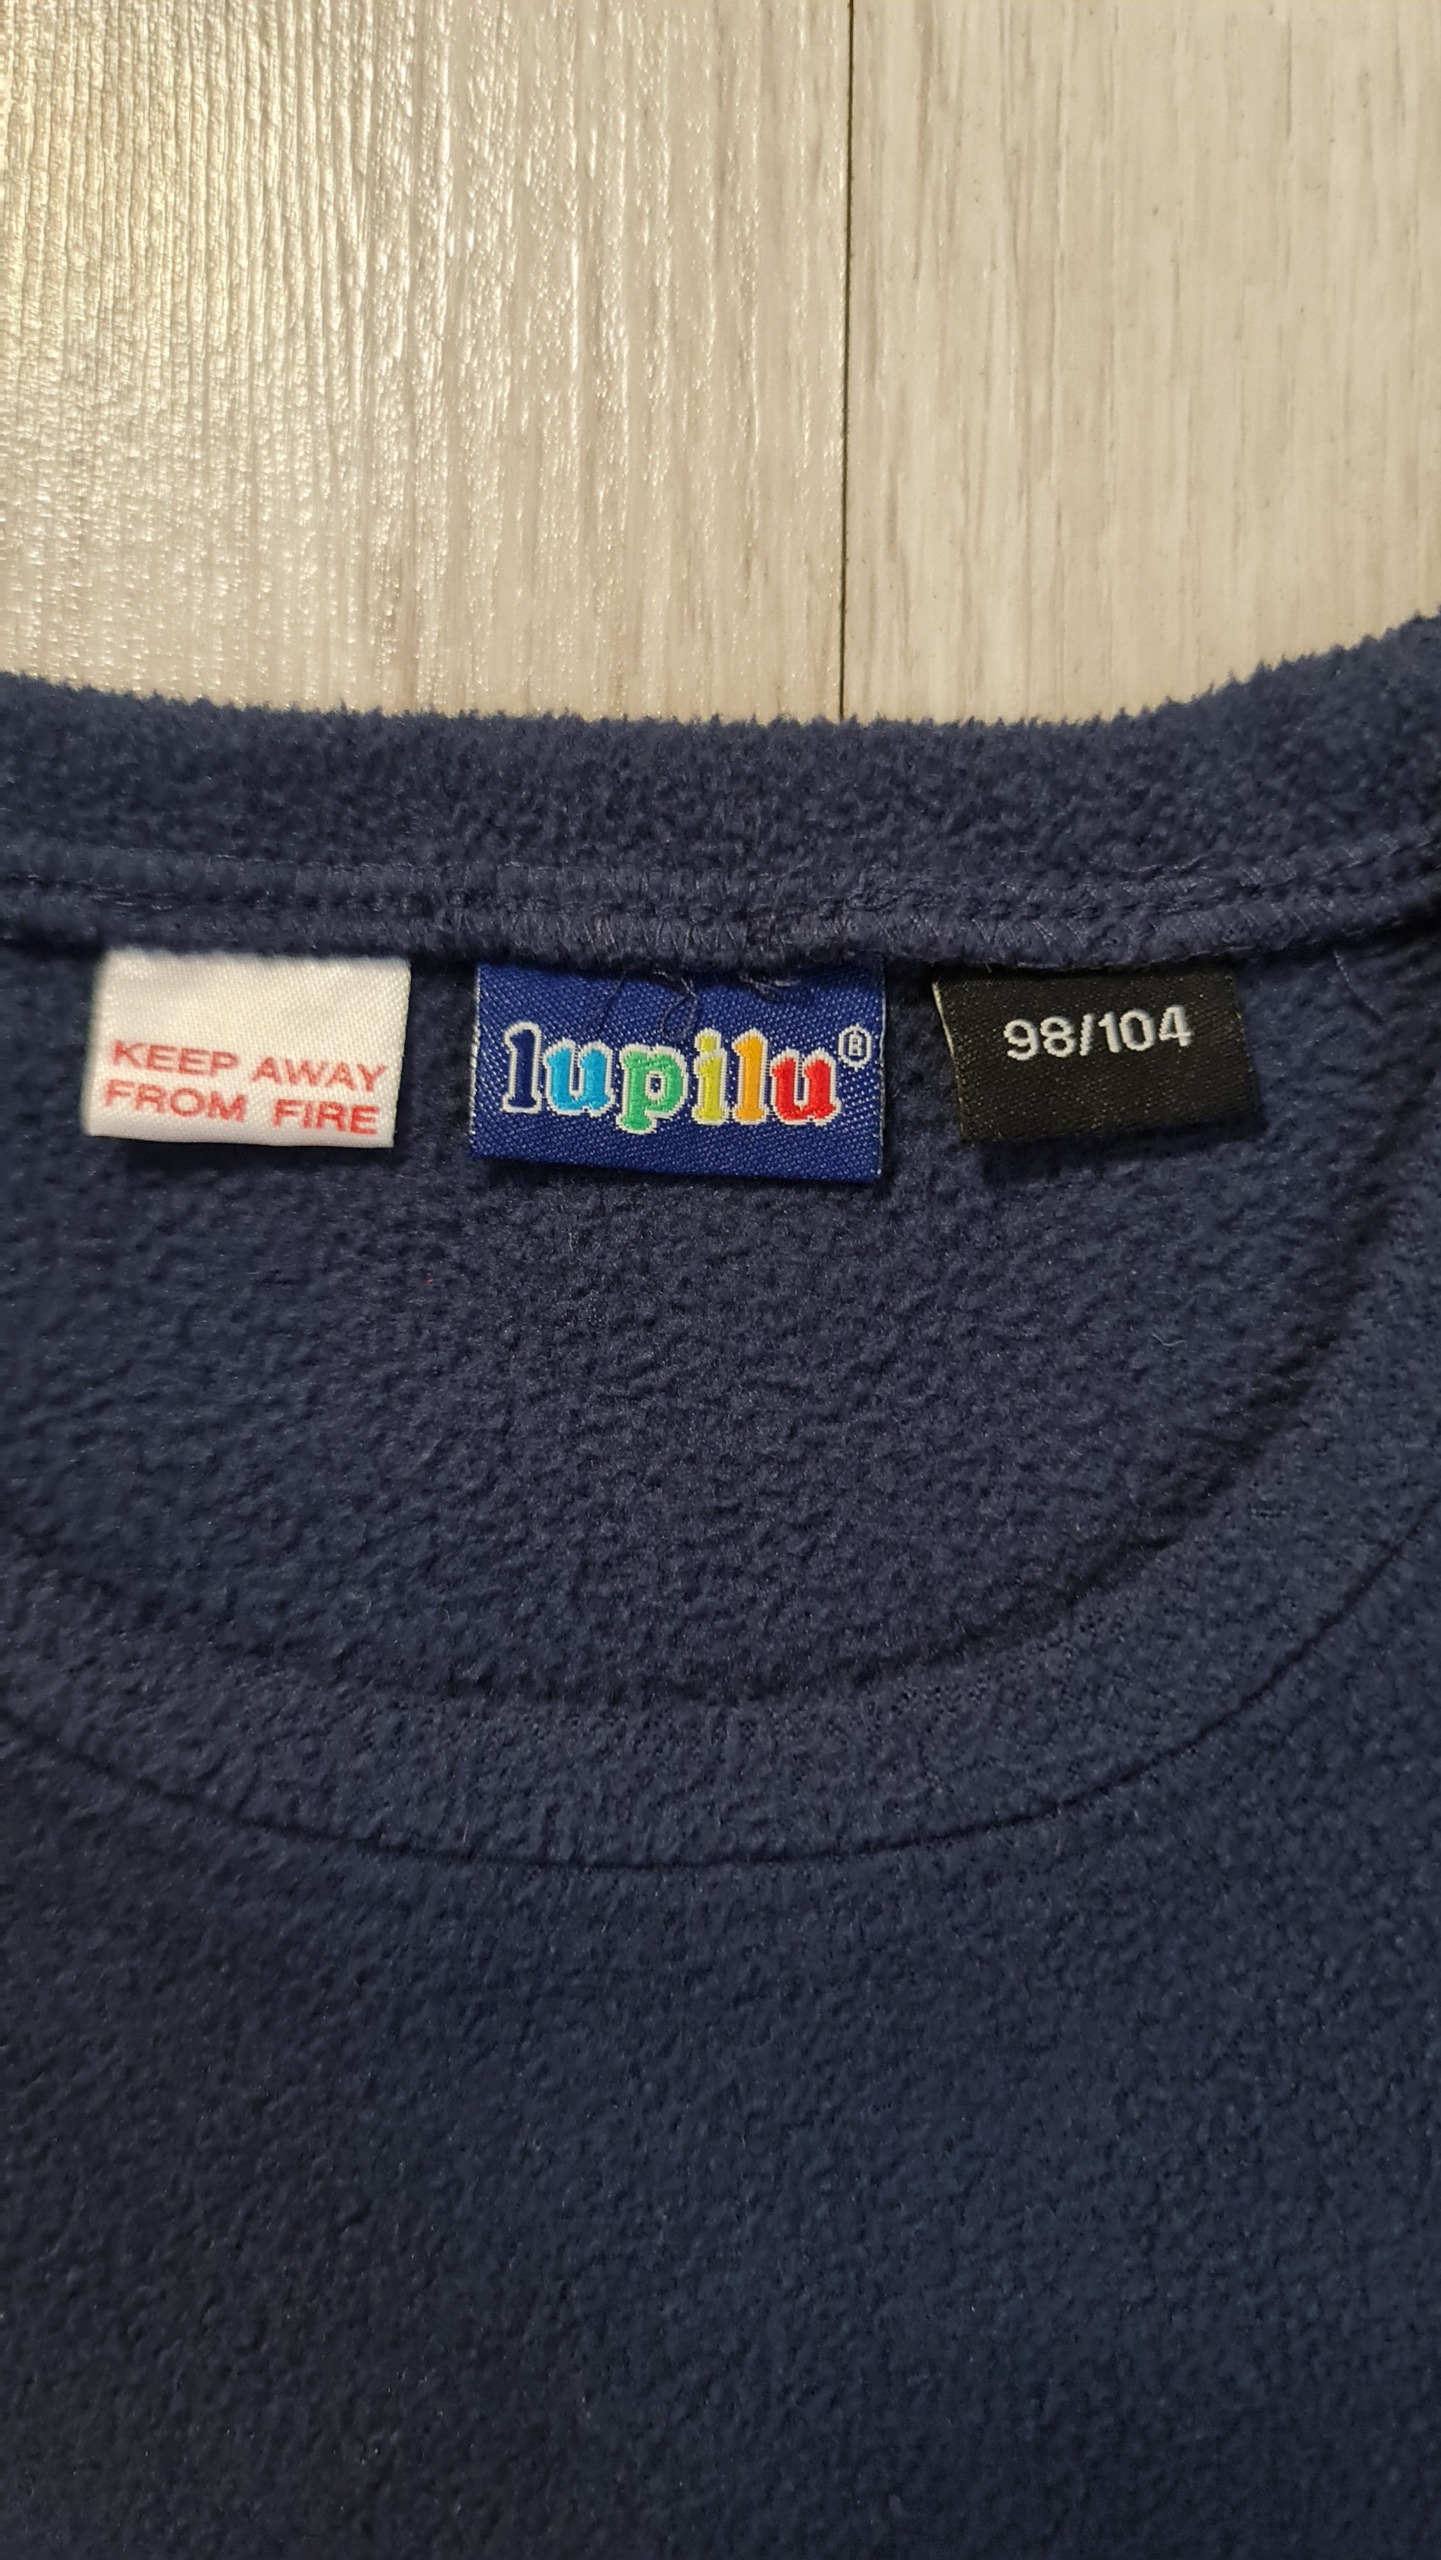 KEEP AWAY
FROM FIRE
lupilu®
98/104